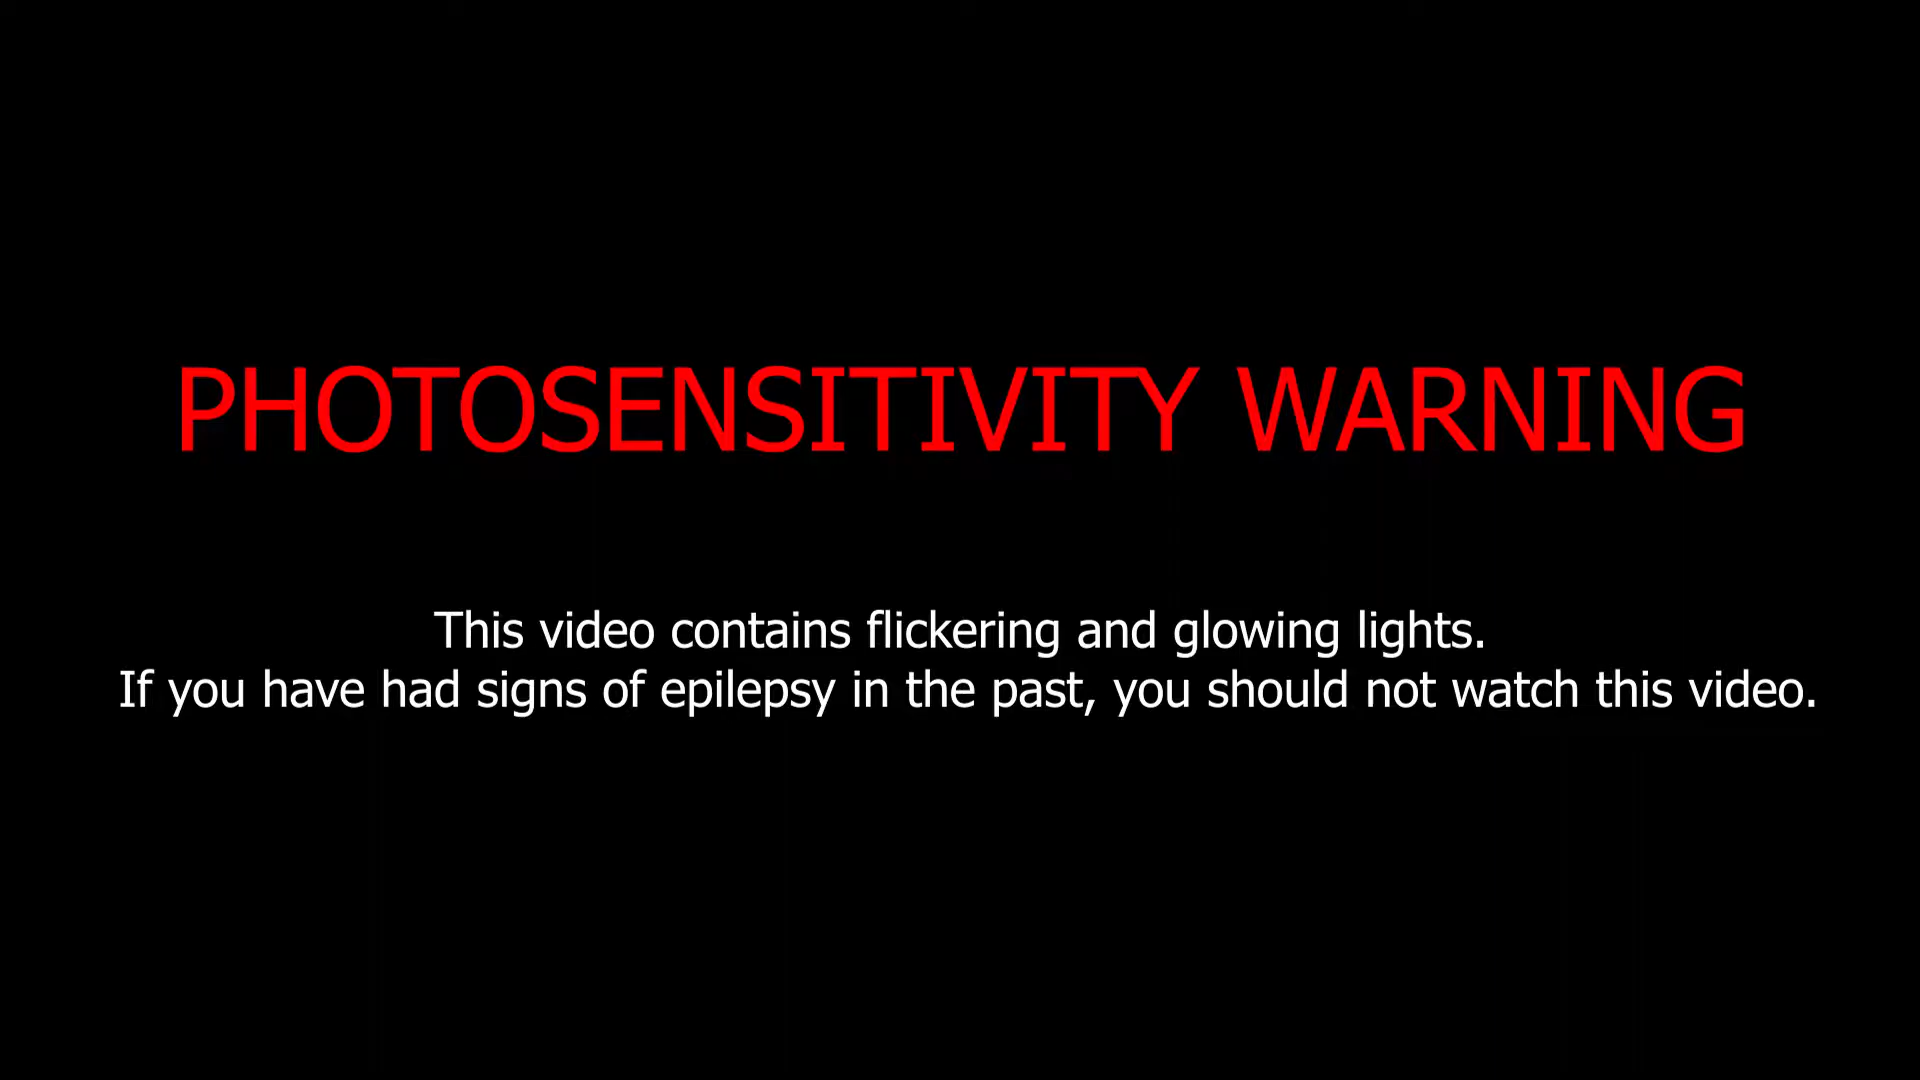 PHOTOSENSITIVITY WARNING
This video contains flickering and glowing lights.
If you have had signs of epilepsy in the past, you should not watch this video.